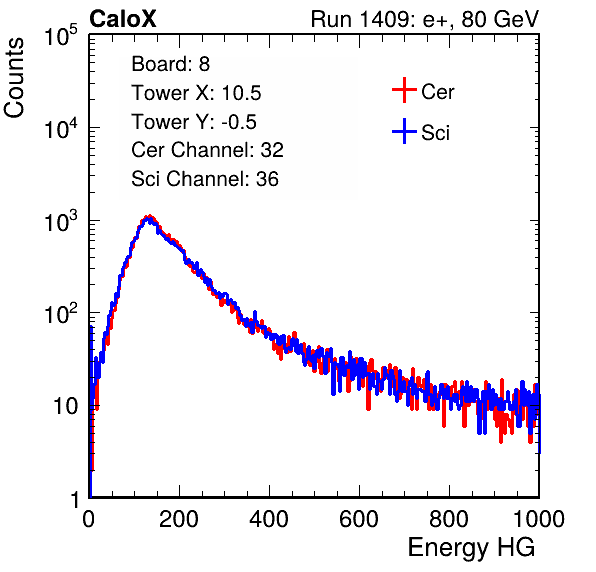 CaloX Run 1409: e+, 80 GeV
Counts
Board: 8
Tower X: 10.5
Tower Y: -0.5
Cer Channel: 32
Sci Channel: 36
Cer
Sci
10^5
10^4
10^3
10^2
10
1
0 200 400 600 800 1000
Energy HG